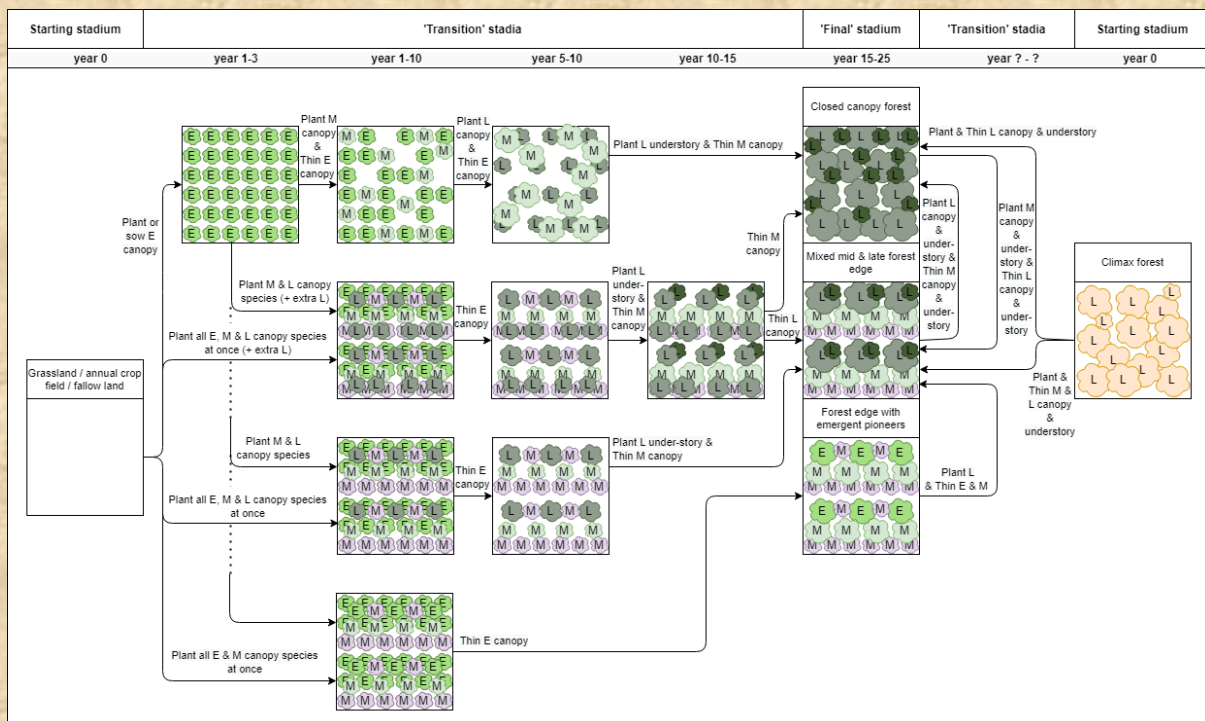 Starting stadium
'Transition' stadia
'Final' stadium
'Transition' stadia
Starting stadium
year 0
year 1-3
year 1-10
year 5-10
year 10-15
year 15-25
year ? - ?
year 0
Plant or
sow E
canopy
Plant M
canopy
&
Thin E
canopy
Plant L
canopy
&
Thin E
canopy
Plant L understory & Thin M canopy
Closed canopy forest
Plant & Thin L canopy & understory
Plant M & L canopy
species (+ extra L)
Plant all E, M & L canopy species
at once (+ extra L)
Thin E
canopy
Plant L
under-
story &
Thin M
canopy
Thin M
canopy
Thin L
canopy
Mixed mid & late forest
edge
Plant L
canopy
&
under-
story &
Thin M
canopy
&
under-
story
Plant M
canopy
&
under-
story &
Thin L
canopy
&
under-
story
Climax forest
Grassland / annual crop
field / fallow land
Plant M & L
canopy species
Plant all E, M & L canopy species
at once
Thin E
canopy
Plant L under-story &
Thin M canopy
Forest edge with
emergent pioneers
Plant L
& Thin E & M
Plant &
Thin M &
L canopy
&
understory
Plant all E & M canopy species
at once
Thin E canopy